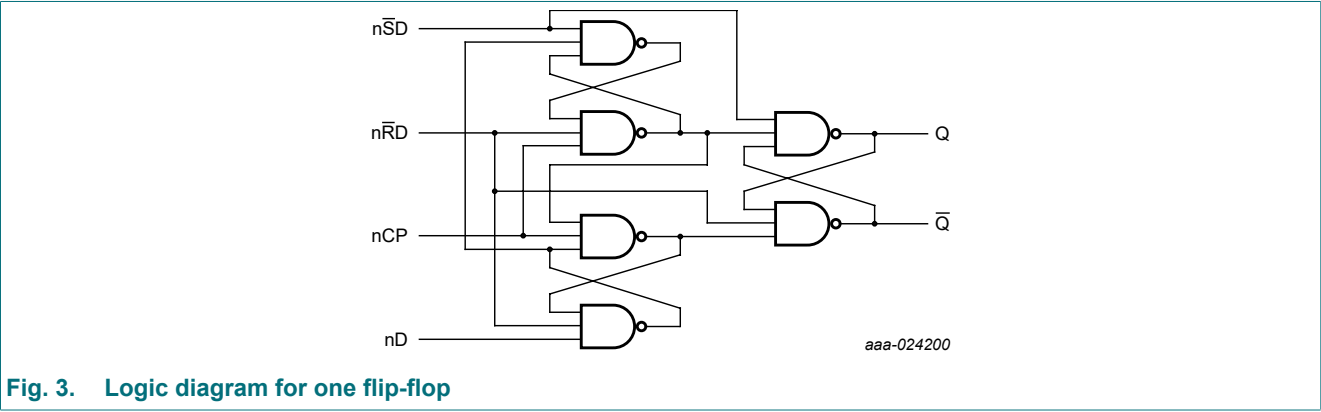 nS̅D
nR̅D
Q
nCP
Q̅
nD
aaa-024200
Fig. 3. Logic diagram for one flip-flop